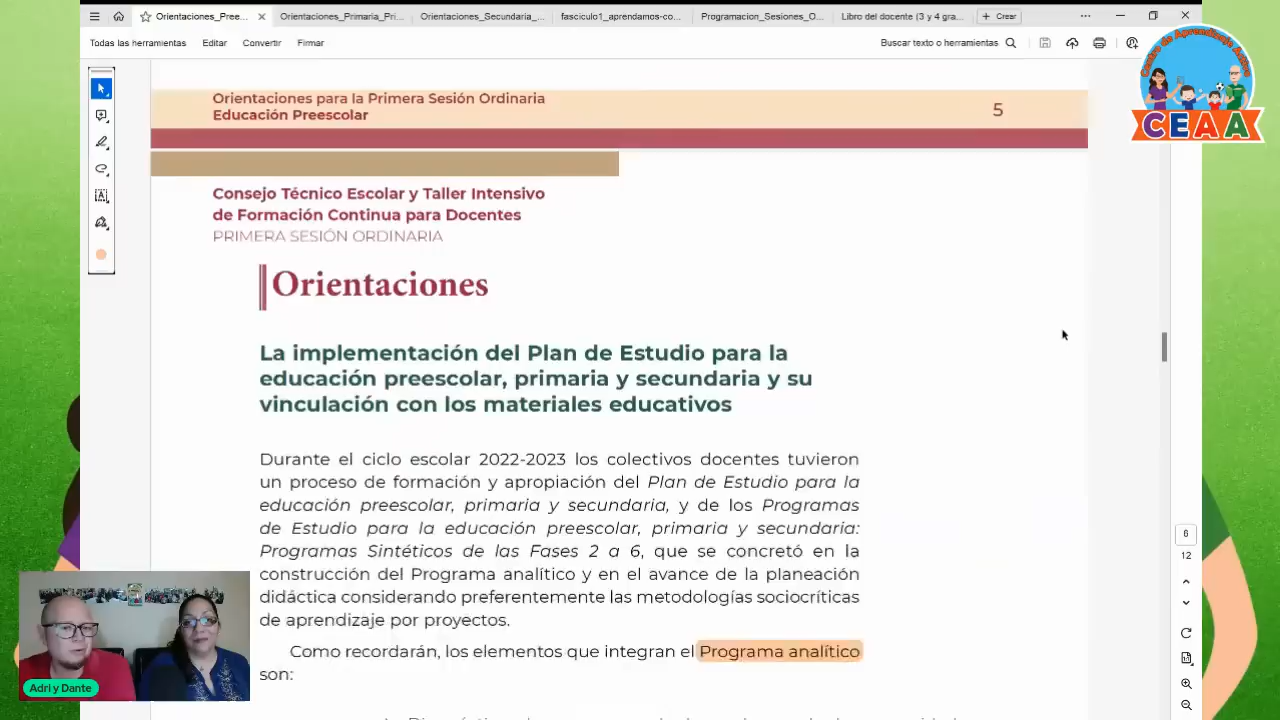 Orientaciones_Pree...
Orientaciones_Primaria_Pri...
Orientaciones_Secundaria_...
fasciculo1_aprendamos-co...
Programacion_Sesiones_O...
Libro del docente (3 y 4 gra...
Crear
Todas las herramientas
Editar
Convertir
Firmar
Buscar texto o herramientas
Centro de Aprendizaje Activo
CEAA
Orientaciones para la Primera Sesión Ordinaria
Educación Preescolar
5
Consejo Técnico Escolar y Taller Intensivo
de Formación Continua para Docentes
PRIMERA SESIÓN ORDINARIA
Orientaciones
La implementación del Plan de Estudio para la
educación preescolar, primaria y secundaria y su
vinculación con los materiales educativos
Durante el ciclo escolar 2022-2023 los colectivos docentes tuvieron
un proceso de formación y apropiación del Plan de Estudio para la
educación preescolar, primaria y secundaria, y de los Programas
de Estudio para la educación preescolar, primaria y secundaria:
Programas Sintéticos de las Fases 2 a 6, que se concretó en la
construcción del Programa analítico y en el avance de la planeación
didáctica considerando preferentemente las metodologías sociocríticas
de aprendizaje por proyectos.
Como recordarán, los elementos que integran el Programa analítico
son:
6
12
Adri y Dante